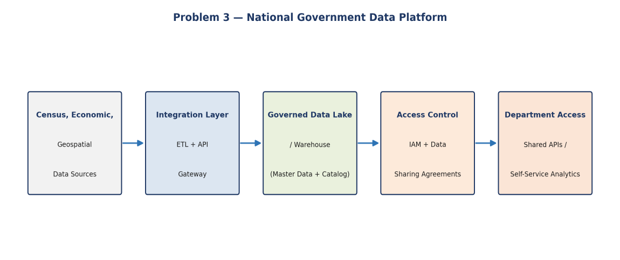 Problem 3 — National Government Data Platform
Census, Economic,
Geospatial
Data Sources
Integration Layer
ETL + API
Gateway
Governed Data Lake
/ Warehouse
(Master Data + Catalog)
Access Control
IAM + Data
Sharing Agreements
Department Access
Shared APIs /
Self-Service Analytics